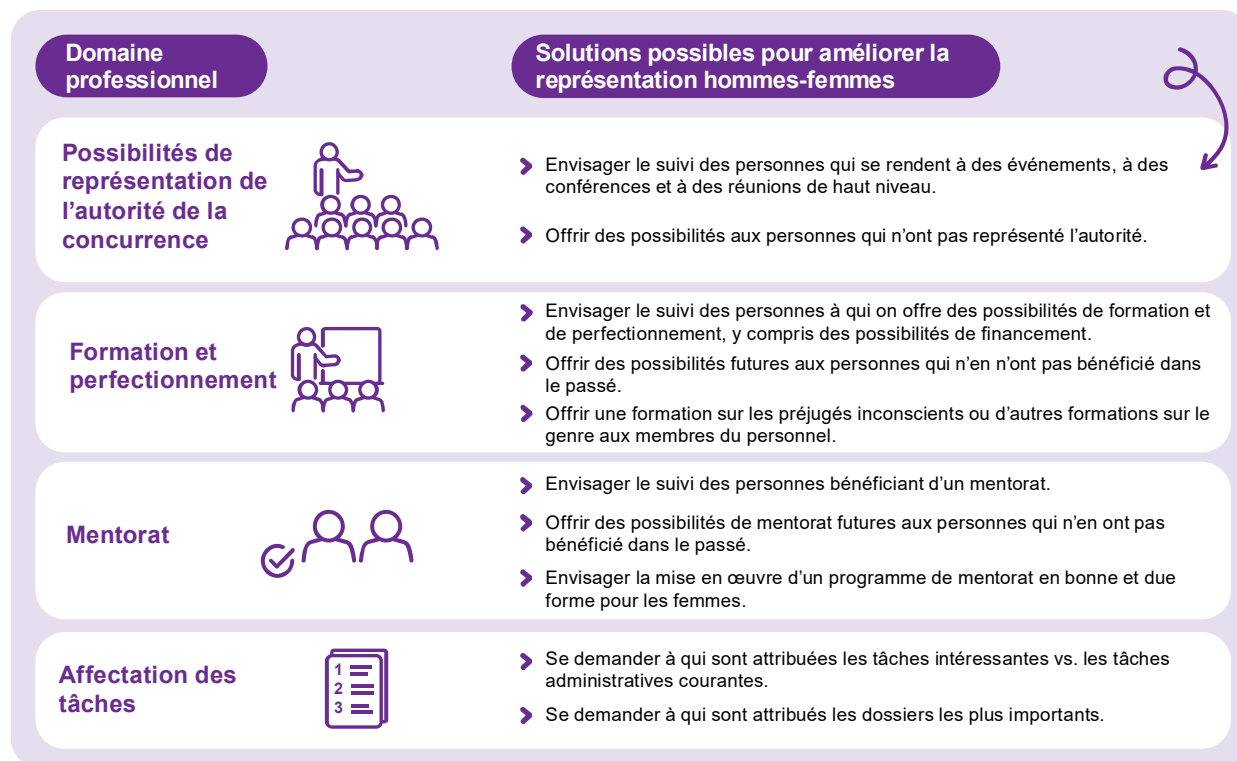 Domaine
professionnel
Solutions possibles pour améliorer la
représentation hommes-femmes
Possibilités de
représentation de
l’autorité de la
concurrence
Envisager le suivi des personnes qui se rendent à des événements, à des
conférences et à des réunions de haut niveau.
Offrir des possibilités aux personnes qui n’ont pas représenté l’autorité.
Formation et
perfectionnement
Envisager le suivi des personnes à qui on offre des possibilités de formation et
de perfectionnement, y compris des possibilités de financement.
Offrir des possibilités futures aux personnes qui n’en n’ont pas bénéficié dans
le passé.
Offrir une formation sur les préjugés inconscients ou d’autres formations sur le
genre aux membres du personnel.
Mentorat
Envisager le suivi des personnes bénéficiant d’un mentorat.
Offrir des possibilités de mentorat futures aux personnes qui n’en ont pas
bénéficié dans le passé.
Envisager la mise en œuvre d’un programme de mentorat en bonne et due
forme pour les femmes.
Affectation des
tâches
1
2
3
Se demander à qui sont attribuées les tâches intéressantes vs. les tâches
administratives courantes.
Se demander à qui sont attribués les dossiers les plus importants.